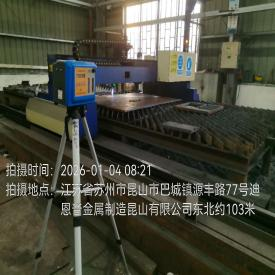 拍摄时间：2026-01-04 08:21
拍摄地点：江苏省苏州市昆山市巴城镇源丰路77号迪
恩誉金属制造昆山有限公司东北约103米